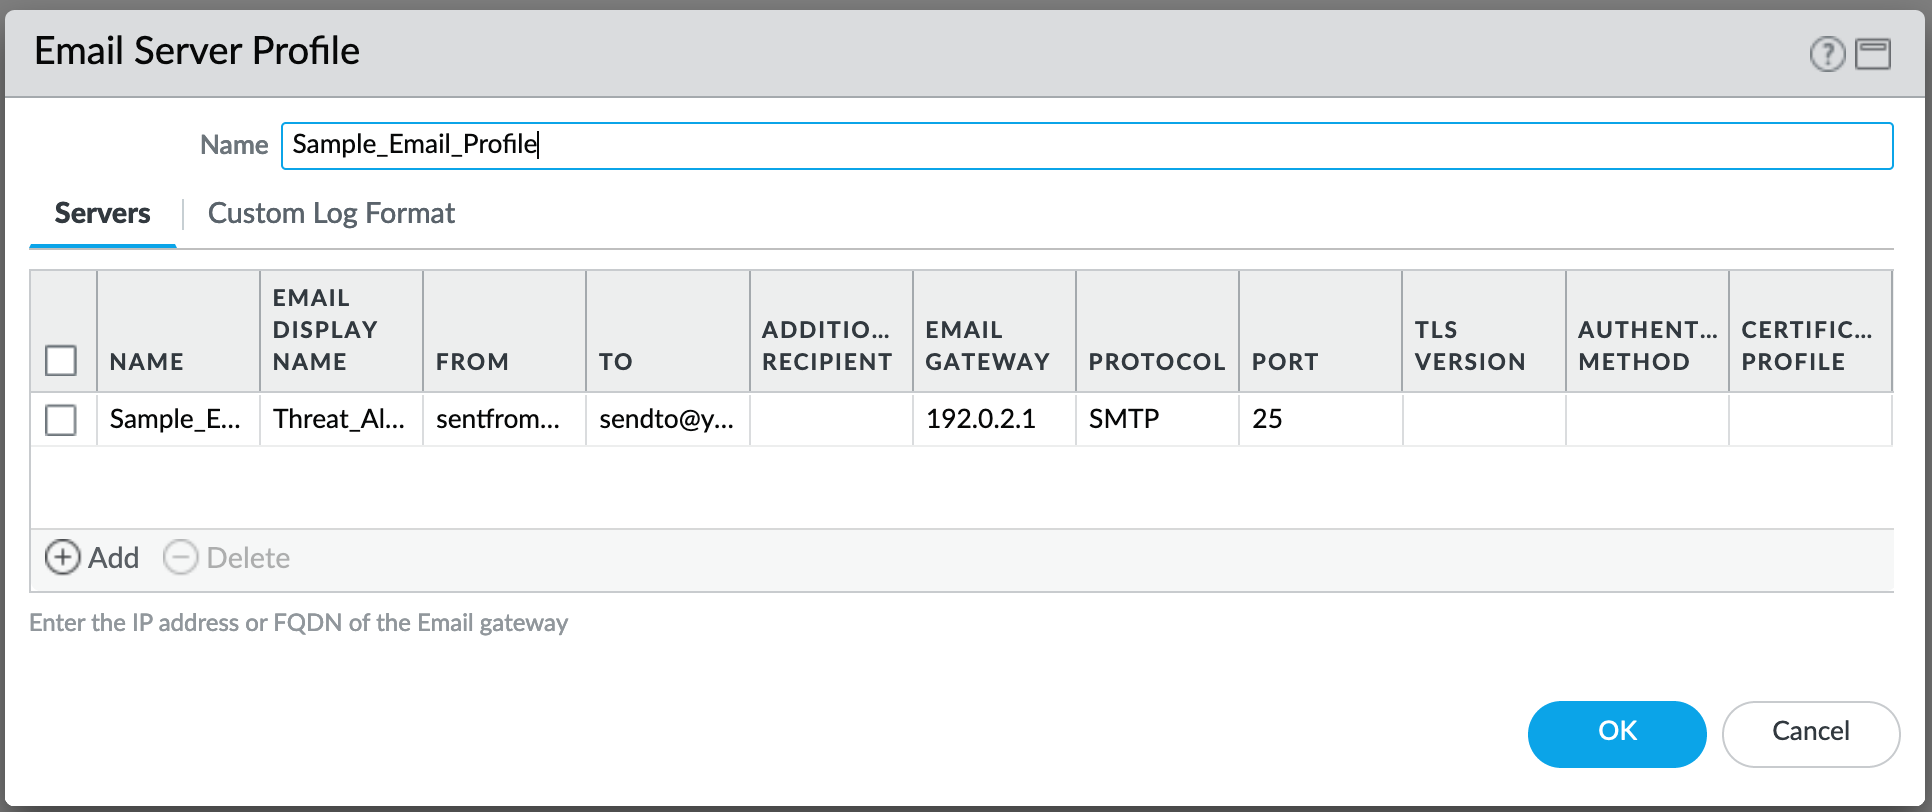 Email Server Profile
Name Sample_Email_Profile
Servers Custom Log Format
NAME EMAIL DISPLAY NAME FROM TO ADDITIO... RECIPIENT EMAIL GATEWAY PROTOCOL PORT TLS VERSION AUTHENT... METHOD CERTIFIC... PROFILE
Sample_E... Threat_Al... sentfrom... sendto@y... 192.0.2.1 SMTP 25
Add Delete
Enter the IP address or FQDN of the Email gateway
OK Cancel